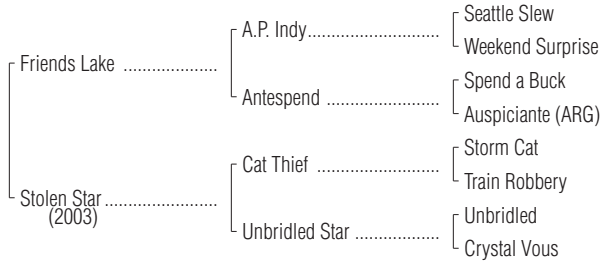 Friends Lake ....................
A.P. Indy............................
Seattle Slew
Weekend Surprise
Antespend ........................
Spend a Buck
Auspiciante (ARG)
Stolen Star ........................
(2003)
Cat Thief ..........................
Storm Cat
Train Robbery
Unbridled Star ..................
Unbridled
Crystal Vous